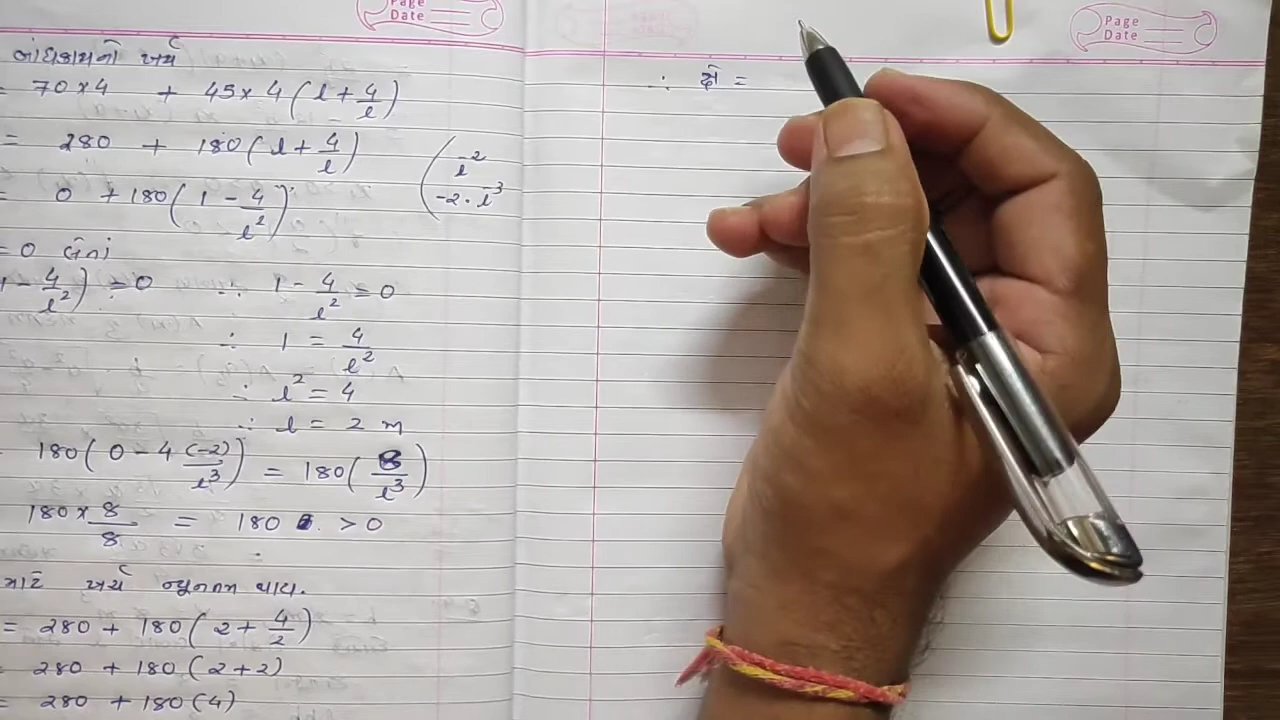 Page
Date
બાંધકામનો ખર્ચ
= 70 × 4 + 45 × 4 (l + 4/l)
= 280 + 180 (l + 4/l)
= 0 + 180 (1 - 4/l²)
(l⁻²
-2 · l⁻³
= 0 લેતાં
1 - 4/l²) = 0 ∴ 1 - 4/l² = 0
∴ 1 = 4/l²
∴ l² = 4
∴ l = 2 m
180 (0 - 4 (-2)/l³) = 180 (8/l³)
180 × 8/8 = 180 > 0
માટે ખર્ચ ન્યુનતમ થાય.
= 280 + 180 (2 + 4/2)
= 280 + 180 (2 + 2)
= 280 + 180 (4)
Page
Date
∴